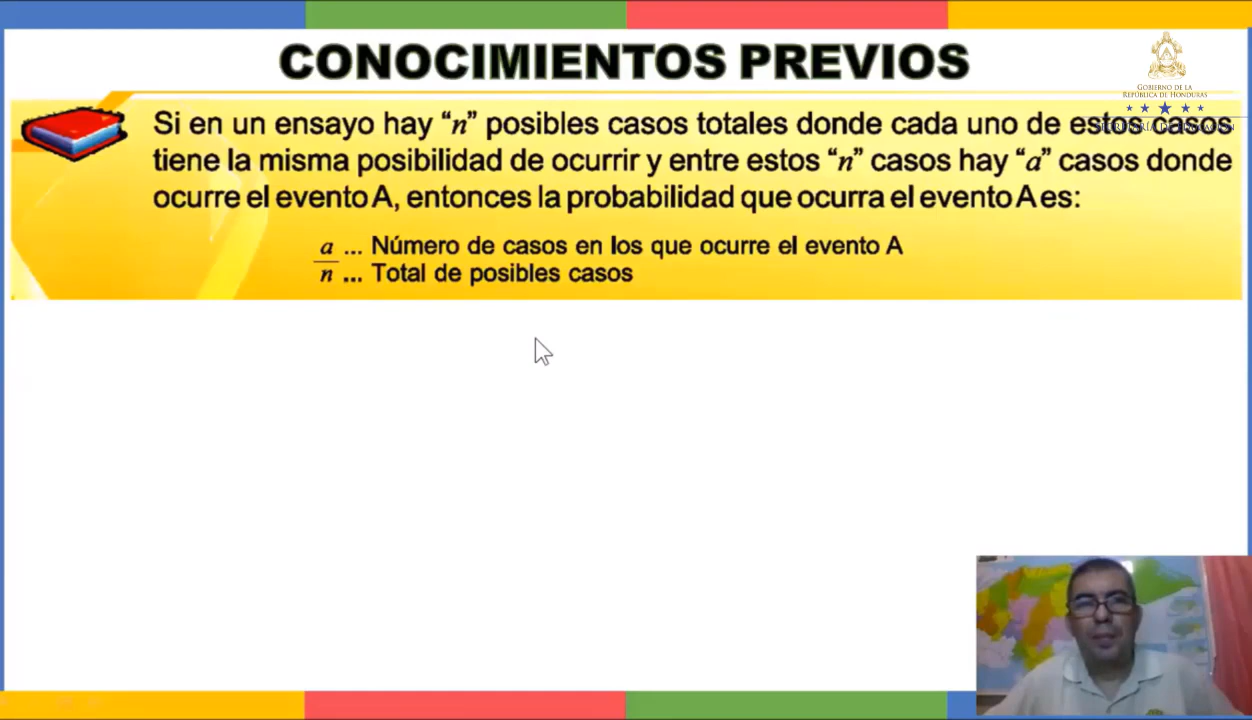 CONOCIMIENTOS PREVIOS
GOBIERNO DE LA
REPÚBLICA DE HONDURAS
SECRETARÍA DE EDUCACIÓN
Si en un ensayo hay “n” posibles casos totales donde cada uno de estos casos
tiene la misma posibilidad de ocurrir y entre estos “n” casos hay “a” casos donde
ocurre el evento A, entonces la probabilidad que ocurra el evento A es:
a ... Número de casos en los que ocurre el evento A
n ... Total de posibles casos